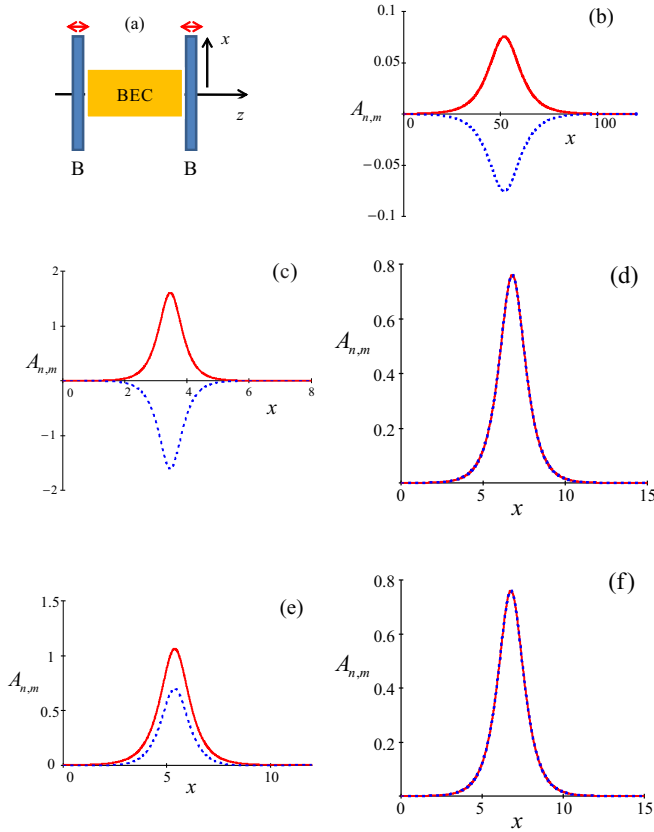 (a)
x
BEC
z
B B
(b)
0.1
0.05
0
A_{n,m}
0 50 100
x
−0.05
−0.1
(c)
2
1
A_{n,m}
0 2 4 6 8
x
−1
−2
(d)
0.8
0.6
A_{n,m}
0.4
0.2
0 5 10 15
x
(e)
1.5
1
A_{n,m}
0.5
0
0 5 10
x
(f)
0.8
0.6
A_{n,m}
0.4
0.2
0 5 10 15
x